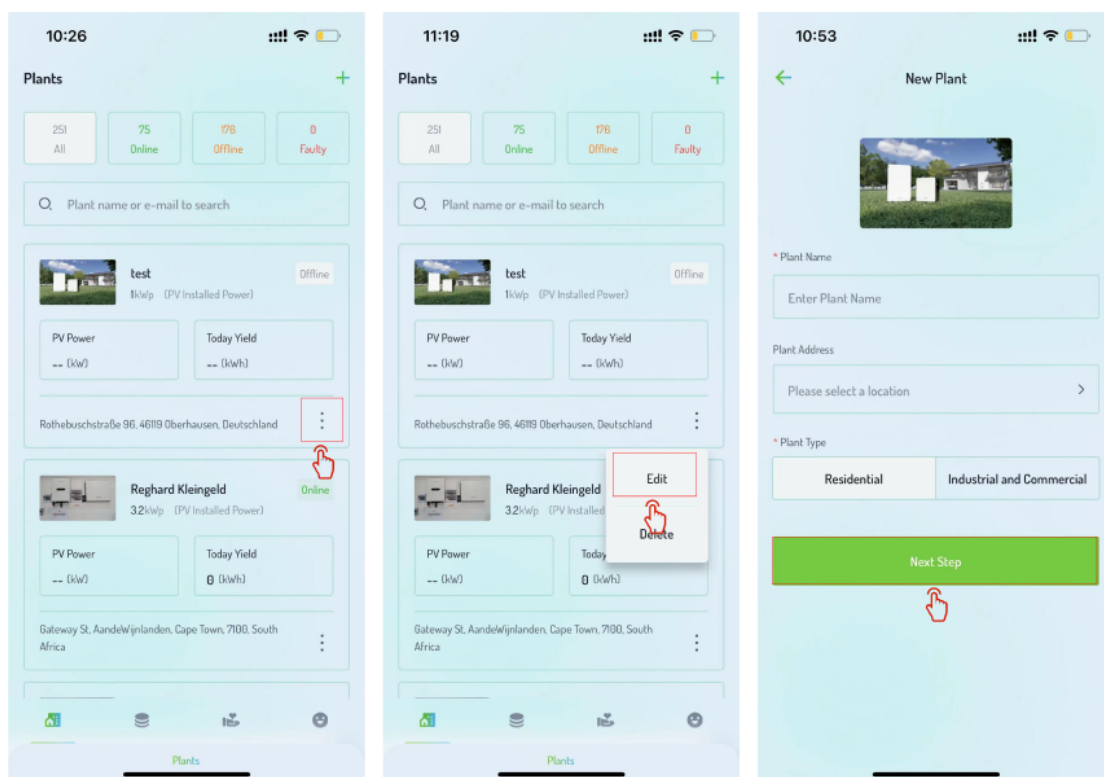 10:26
Plants
251
All
75
Online
176
Offline
0
Faulty
Plant name or e-mail to search
test
Offline
1kWp (PV Installed Power)
PV Power
-- (kW)
Today Yield
-- (kWh)
Rothebuschstraße 96, 46119 Oberhausen, Deutschland
Reghard Kleingeld
Online
3.2kWp (PV Installed Power)
PV Power
-- (kW)
Today Yield
0 (kWh)
Gateway St, AandeWijnlanden, Cape Town, 7100, South
Africa
Plants
11:19
Plants
251
All
75
Online
176
Offline
0
Faulty
Plant name or e-mail to search
test
Offline
1kWp (PV Installed Power)
PV Power
-- (kW)
Today Yield
-- (kWh)
Rothebuschstraße 96, 46119 Oberhausen, Deutschland
Edit
Delete
Reghard Kleingeld
3.2kWp (PV Installed
PV Power
-- (kW)
Today
0 (kWh)
Gateway St, AandeWijnlanden, Cape Town, 7100, South
Africa
Plants
10:53
New Plant
* Plant Name
Enter Plant Name
Plant Address
Please select a location
* Plant Type
Residential
Industrial and Commercial
Next Step